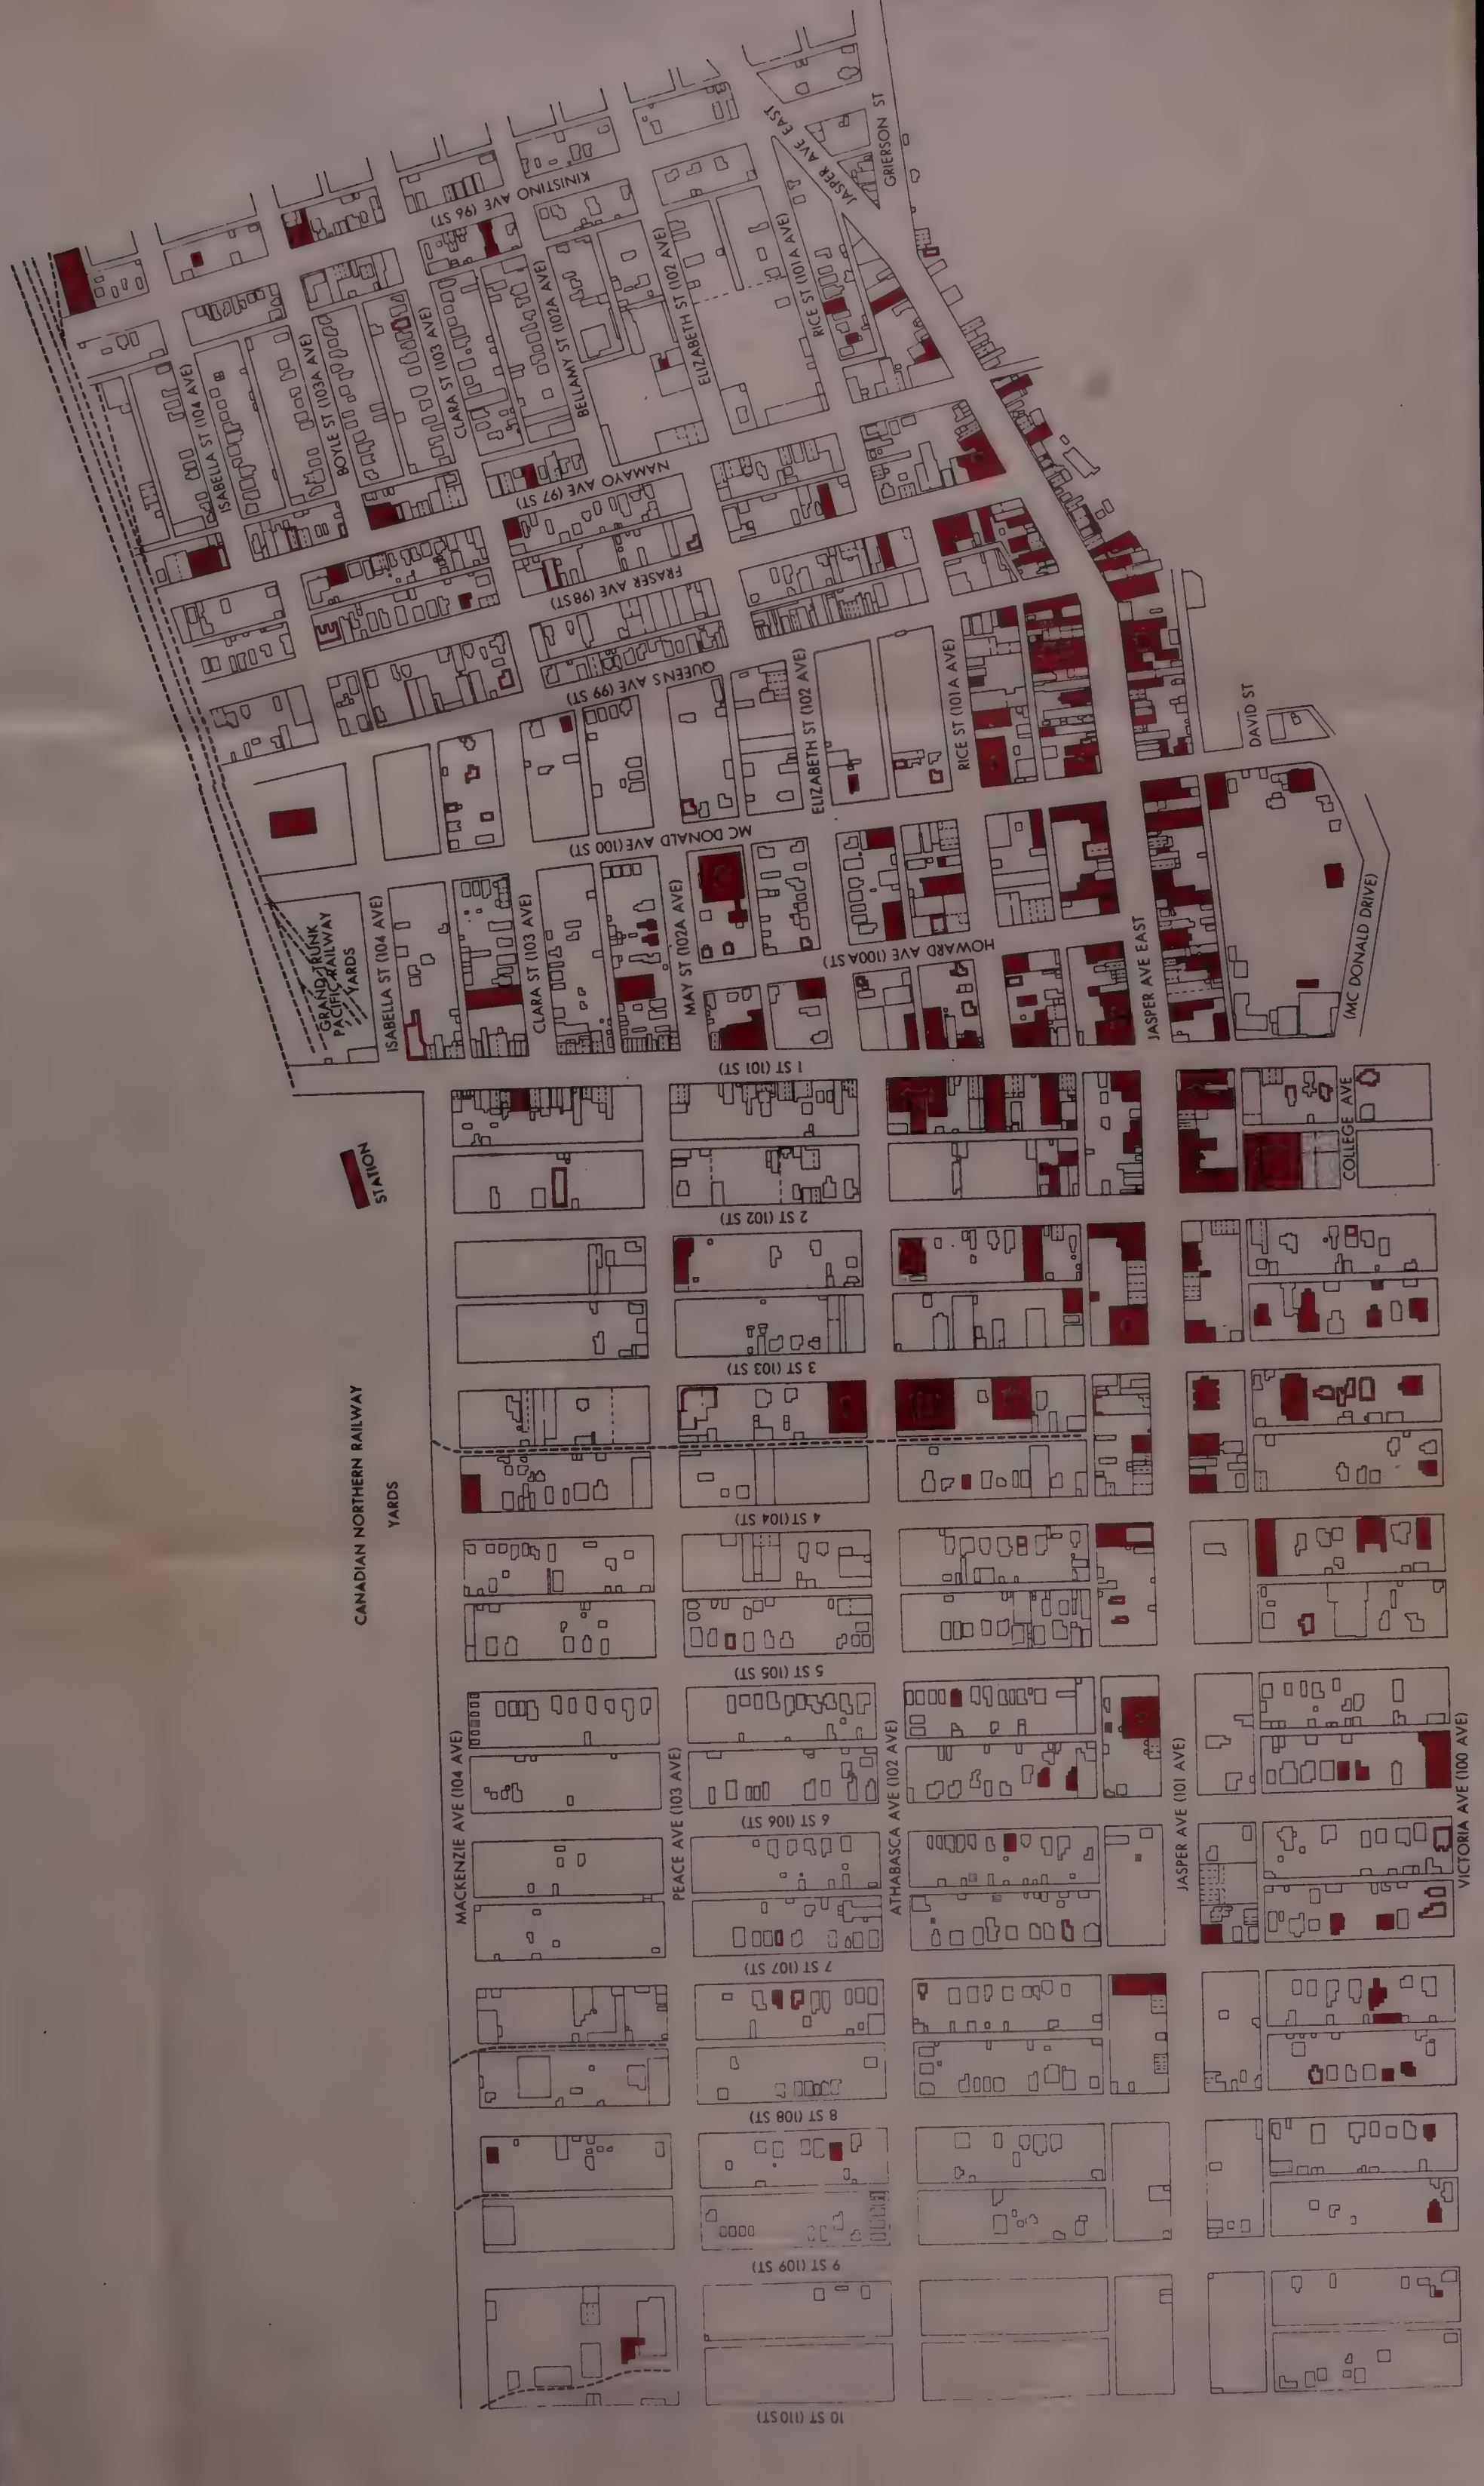 GRIERSON ST
JASPER AVE EAST
JASPER AVE EAST
KINISTINO AVE (96 ST)
RICE ST (101A AVE)
ELIZABETH ST (102 AVE)
BELLAMY ST (102A AVE)
CLARA ST (103 AVE)
BOYLE ST (103A AVE)
ISABELLA ST (104 AVE)
NAMAYO AVE (97 ST)
FRASER AVE (98 ST)
QUEENS AVE (99 ST)
ELIZABETH ST (102 AVE)
RICE ST (101A AVE)
DAVID ST
MC DONALD AVE (100 ST)
(MC DONALD DRIVE)
GRAND TRUNK
PACIFIC RAILWAY
YARDS
ISABELLA ST (104 AVE)
CLARA ST (103 AVE)
MAY ST (102A AVE)
HOWARD AVE (100A ST)
JASPER AVE EAST
1 ST (101 ST)
STATION
COLLEGE AVE
2 ST (102 ST)
3 ST (103 ST)
CANADIAN NORTHERN RAILWAY
YARDS
4 ST (104 ST)
5 ST (105 ST)
MACKENZIE AVE (104 AVE)
PEACE AVE (103 AVE)
ATHABASCA AVE (102 AVE)
JASPER AVE (101 AVE)
VICTORIA AVE (100 AVE)
6 ST (106 ST)
7 ST (107 ST)
8 ST (108 ST)
9 ST (109 ST)
10 ST (110 ST)